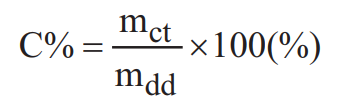 C% = m_ct / m_dd ×100(%)